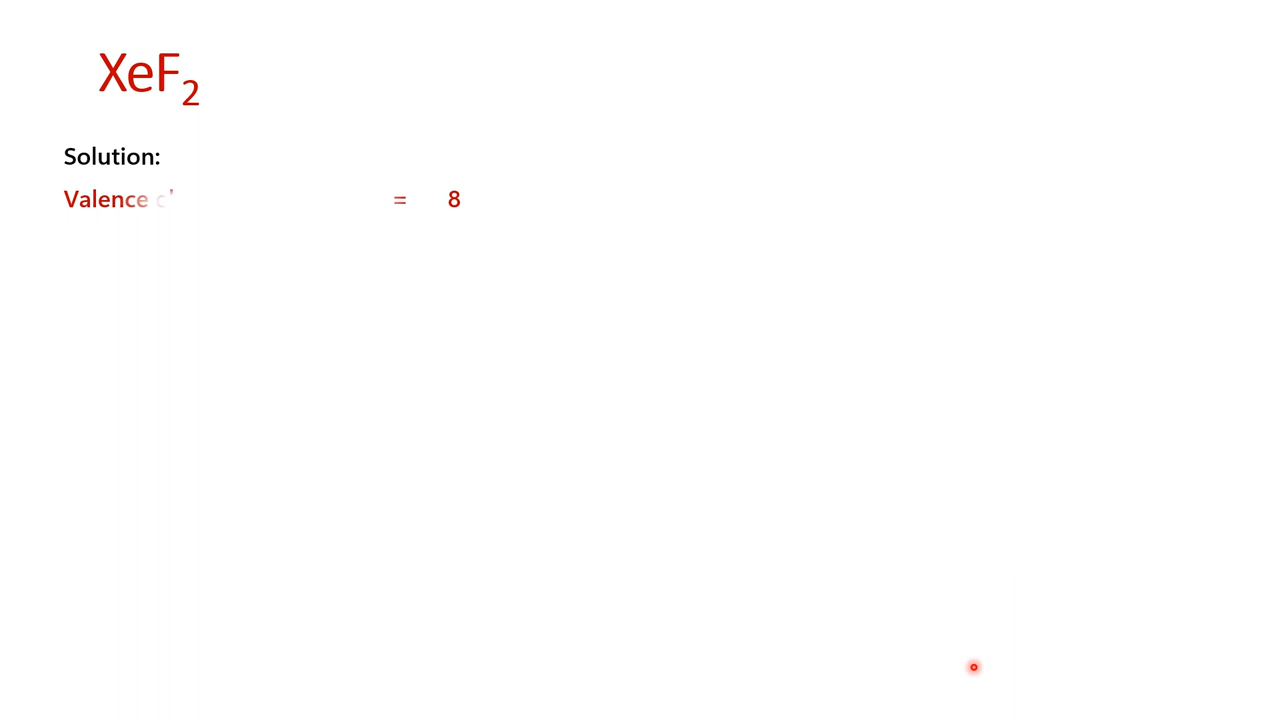 XeF₂
Solution:
Valence = 8